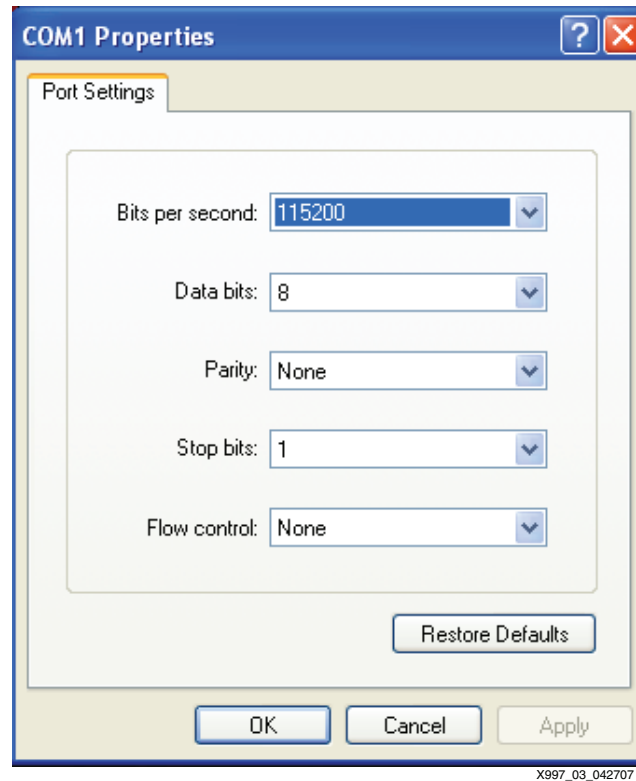 COM1 Properties
?
Port Settings
Bits per second: 115200
Data bits: 8
Parity: None
Stop bits: 1
Flow control: None
Restore Defaults
OK Cancel Apply
X997_03_042707